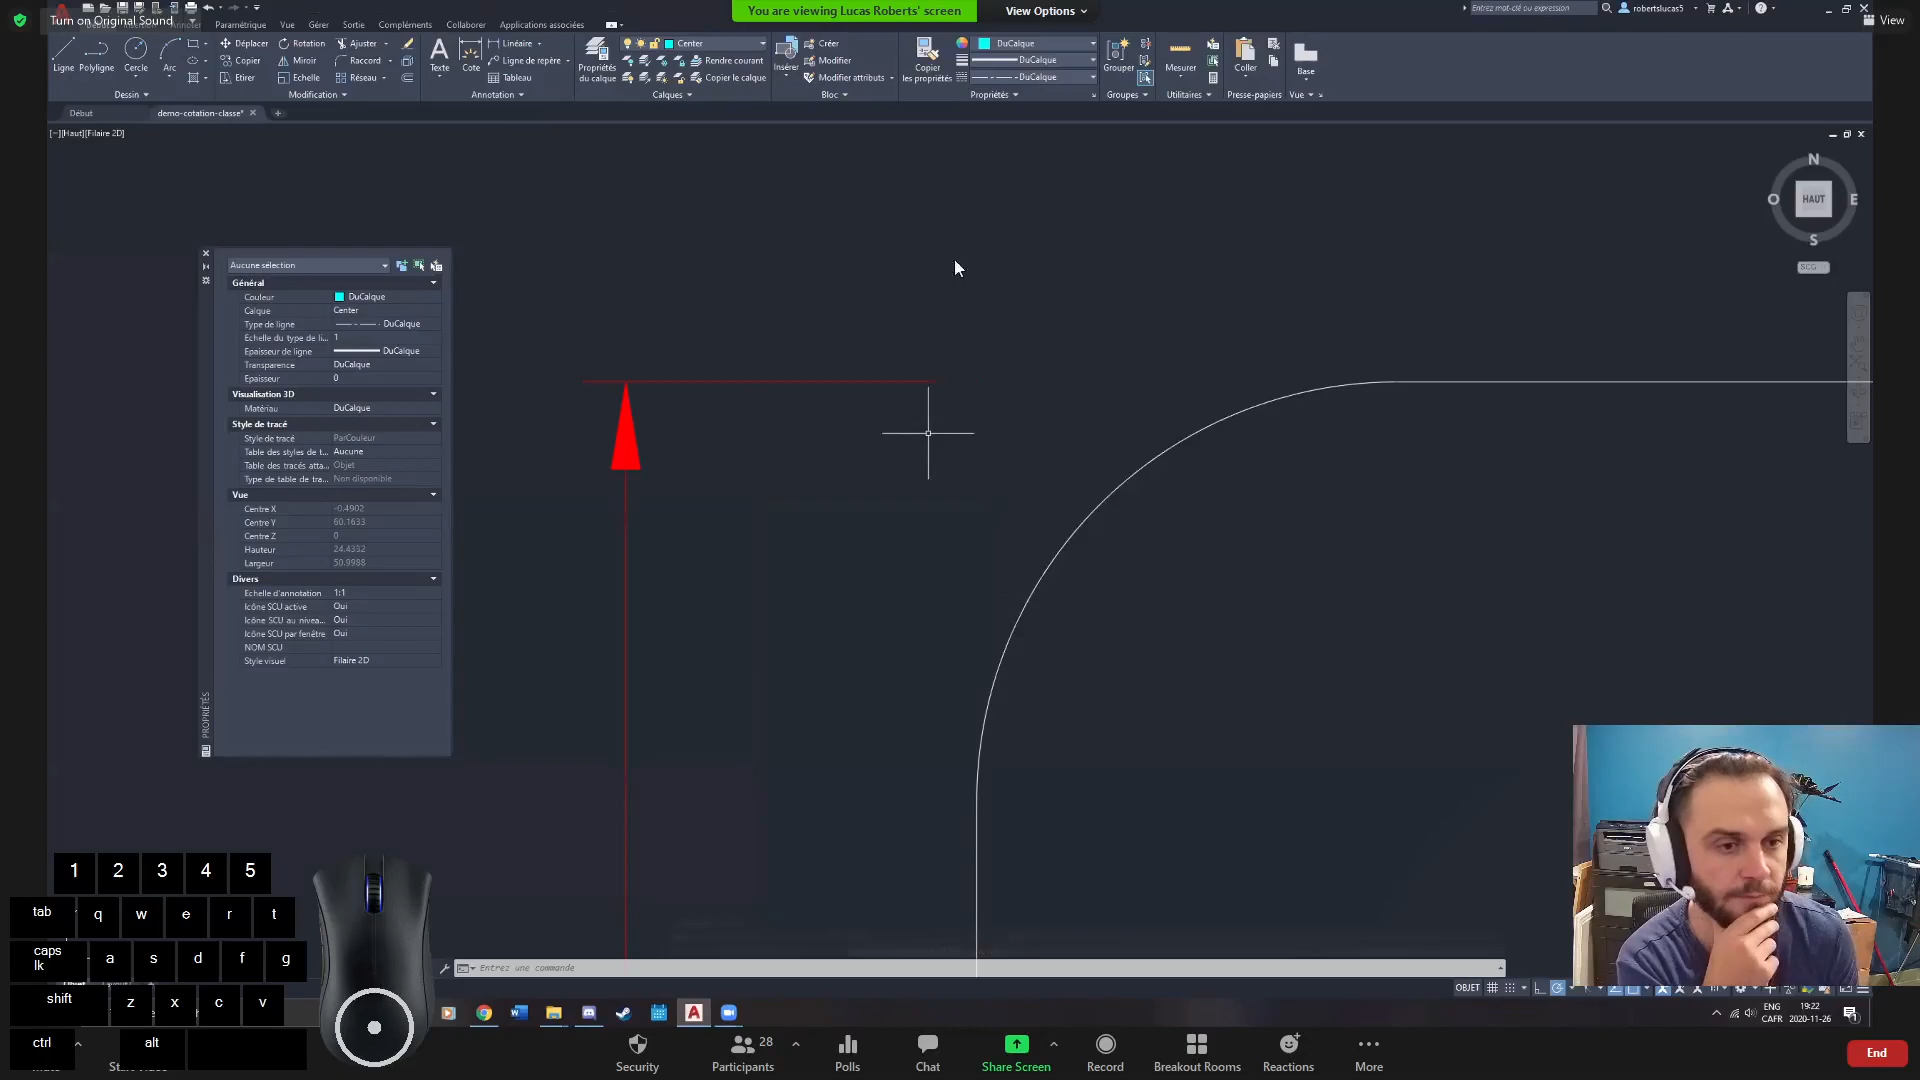 Turn on Original Sound
You are viewing Lucas Roberts' screen
View Options
View
Paramétrique Vue Gérer Sortie Compléments Collaborer Applications associées
Entrez mot-clé ou expression
robertslucas5
Ligne Polyligne Cercle Arc
Déplacer Rotation Ajuster
Copier Miroir Raccord
Etirer Echelle Réseau
Texte Cote
Linéaire
Ligne de repère
Tableau
Propriétés du calque
Center
Rendre courant
Copier le calque
Insérer
Créer
Modifier
Modifier attributs
Copier les propriétés
DuCalque
DuCalque
DuCalque
Grouper
Mesurer
Coller
Base
Dessin Modification Annotation Calques Bloc Propriétés Groupes Utilitaires Presse-papiers Vue
Début
demo-cotation-classe*
[−][Haut][Filaire 2D]
N
O HAUT E
S
SCG
Aucune sélection
Général
Couleur DuCalque
Calque Center
Type de ligne DuCalque
Echelle du type de li... 1
Epaisseur de ligne DuCalque
Transparence DuCalque
Epaisseur 0
Visualisation 3D
Matériau DuCalque
Style de tracé
Style de tracé ParCouleur
Table des styles de t... Aucune
Table des tracés atta... Objet
Type de table de tra... Non disponible
Vue
Centre X -0.4902
Centre Y 60.1633
Centre Z 0
Hauteur 24.4332
Largeur 50.9988
Divers
Echelle d'annotation 1:1
Icône SCU active Oui
Icône SCU au nivea... Oui
Icône SCU par fenêtre Oui
NOM SCU
Style visuel Filaire 2D
PROPRIÉTÉS
1 2 3 4 5
tab q w e r t
caps lk a s d f g
shift z x c v
ctrl alt
Entrez une commande
OBJET
ENG
CAFR
19:22
2020-11-26
Security
Participants 28
Polls
Chat
Share Screen
Record
Breakout Rooms
Reactions
More
End